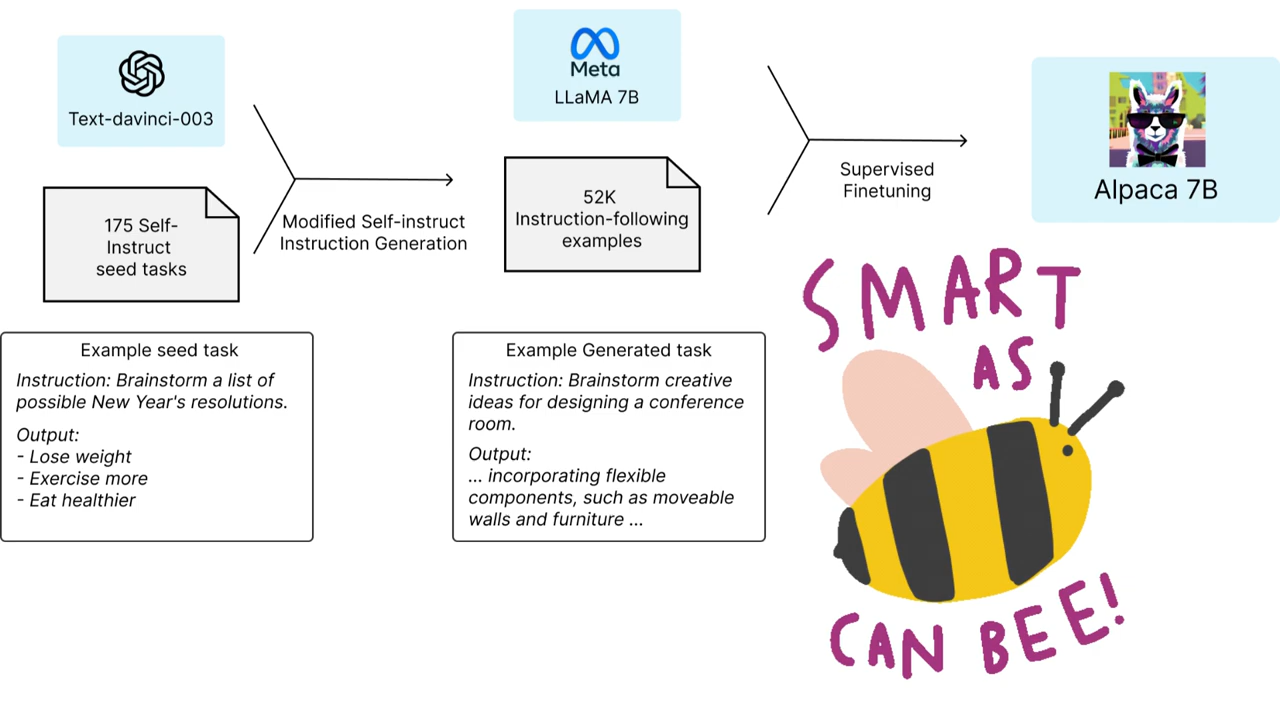 Text-davinci-003
175 Self-
Instruct
seed tasks
Modified Self-instruct
Instruction Generation
Meta
LLaMA 7B
52K
Instruction-following
examples
Supervised
Finetuning
Alpaca 7B
Example seed task
Instruction: Brainstorm a list of
possible New Year's resolutions.
Output:
- Lose weight
- Exercise more
- Eat healthier
Example Generated task
Instruction: Brainstorm creative
ideas for designing a conference
room.
Output:
... incorporating flexible
components, such as moveable
walls and furniture ...
SMART
AS
CAN BEE!